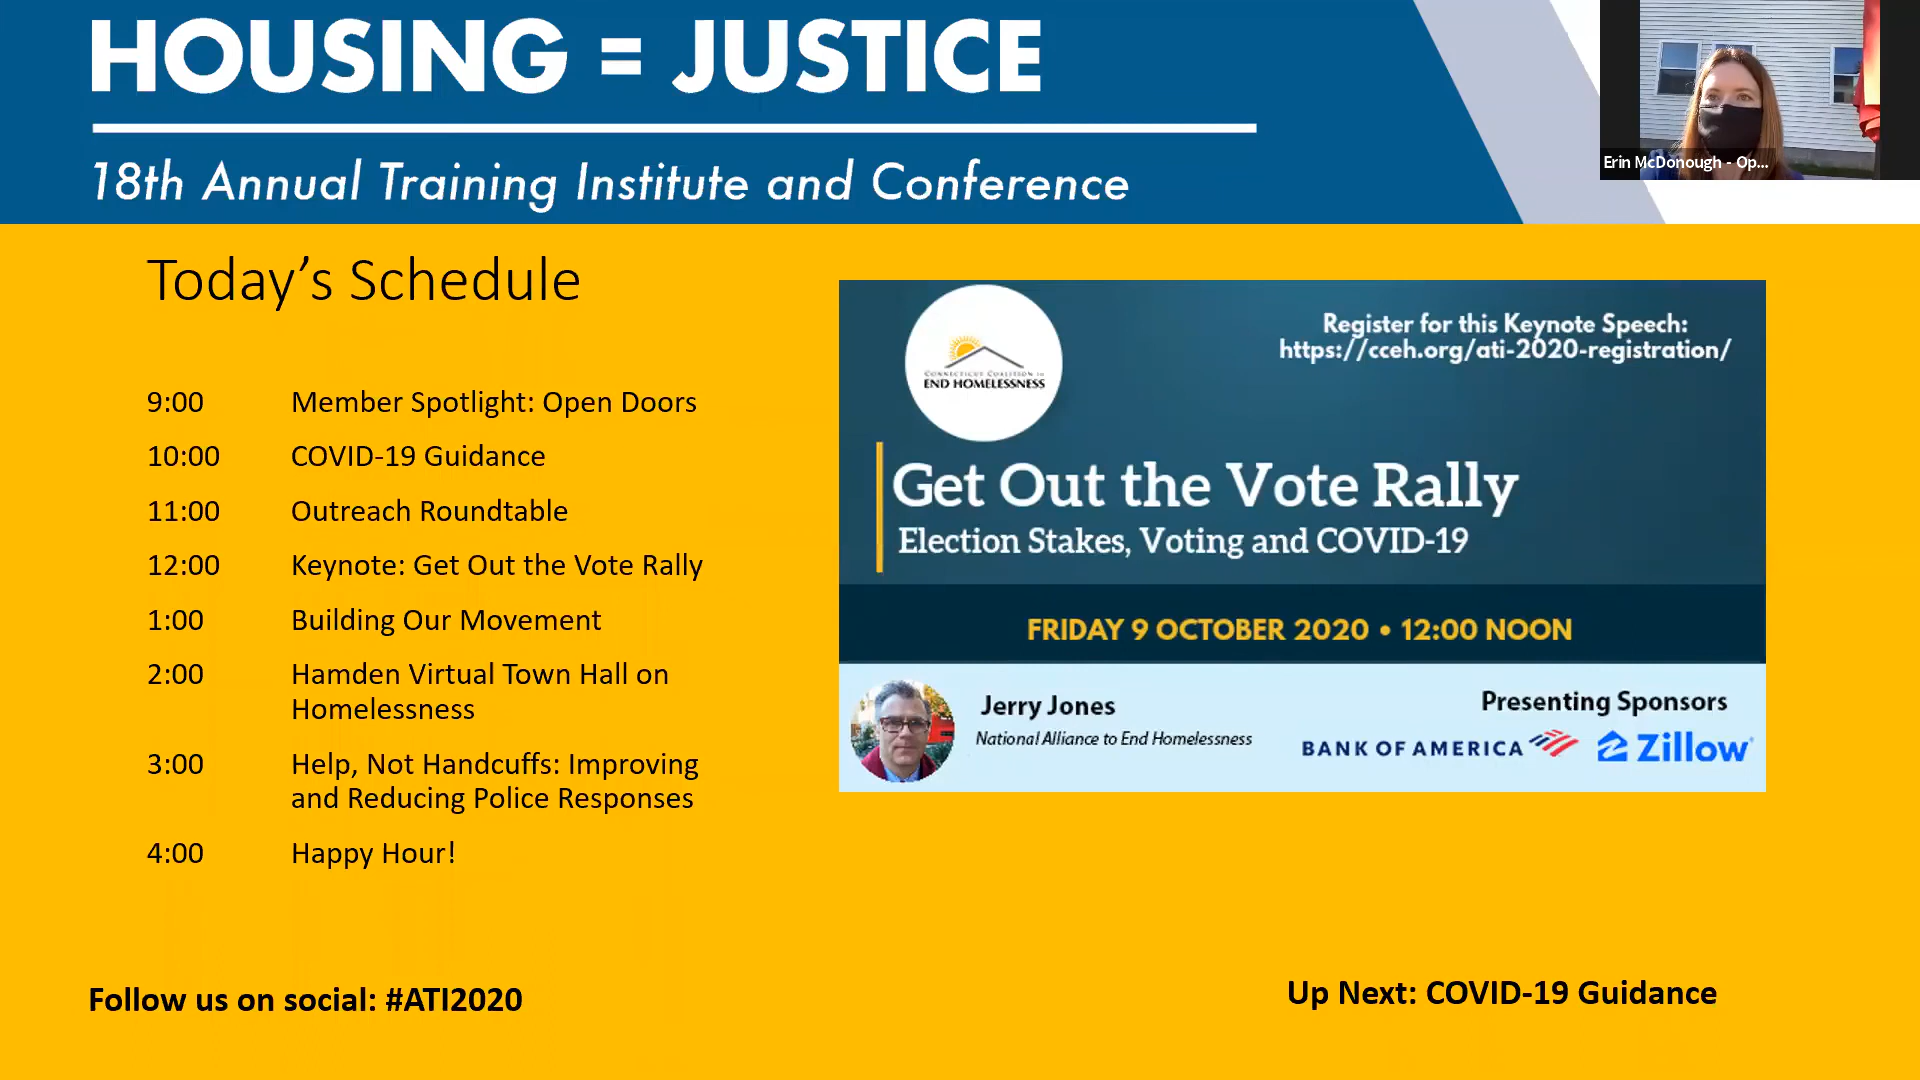 HOUSING = JUSTICE
18th Annual Training Institute and Conference
Erin McDonough - Op...
Today's Schedule
9:00 Member Spotlight: Open Doors
10:00 COVID-19 Guidance
11:00 Outreach Roundtable
12:00 Keynote: Get Out the Vote Rally
1:00 Building Our Movement
2:00 Hamden Virtual Town Hall on
Homelessness
3:00 Help, Not Handcuffs: Improving
and Reducing Police Responses
4:00 Happy Hour!
CONNECTICUT COALITION TO
END HOMELESSNESS
Register for this Keynote Speech:
https://cceh.org/ati-2020-registration/
Get Out the Vote Rally
Election Stakes, Voting and COVID-19
FRIDAY 9 OCTOBER 2020 • 12:00 NOON
Jerry Jones
National Alliance to End Homelessness
Presenting Sponsors
BANK OF AMERICA Zillow
Follow us on social: #ATI2020
Up Next: COVID-19 Guidance